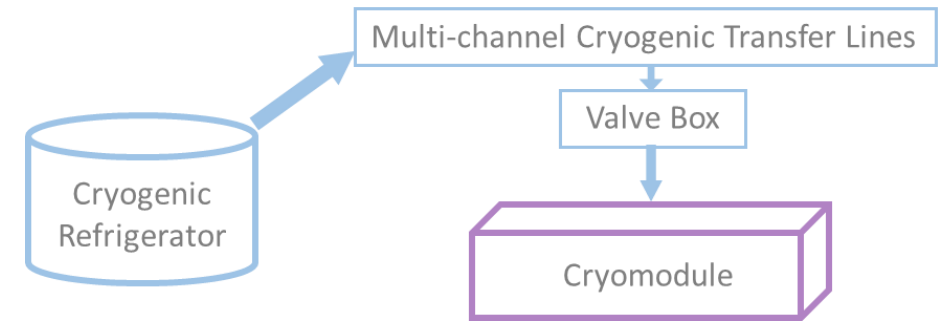 Multi-channel Cryogenic Transfer Lines
Valve Box
Cryogenic
Refrigerator
Cryomodule